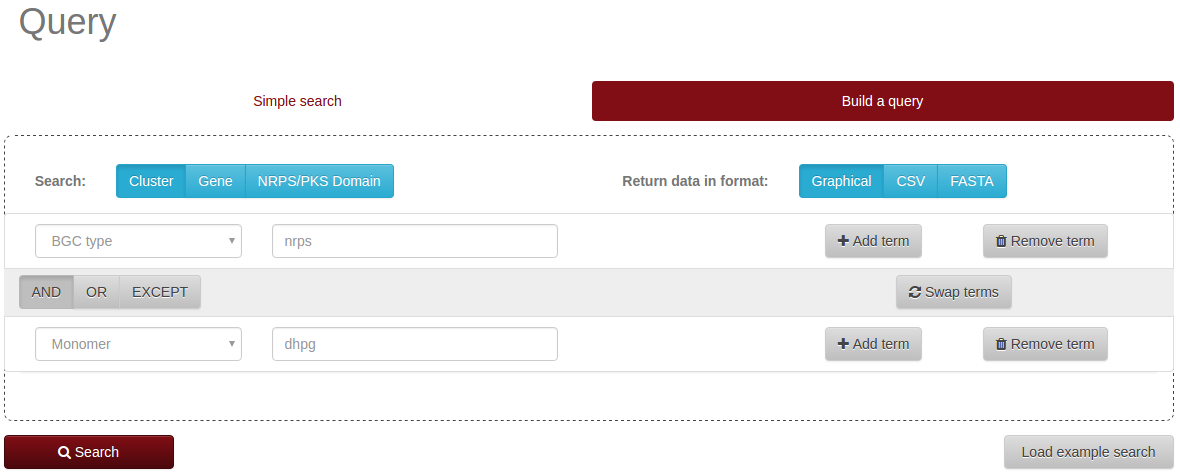 Query
Simple search Build a query
Search: Cluster Gene NRPS/PKS Domain Return data in format: Graphical CSV FASTA
BGC type nrps Add term Remove term
AND OR EXCEPT Swap terms
Monomer dhpg Add term Remove term
Search Load example search